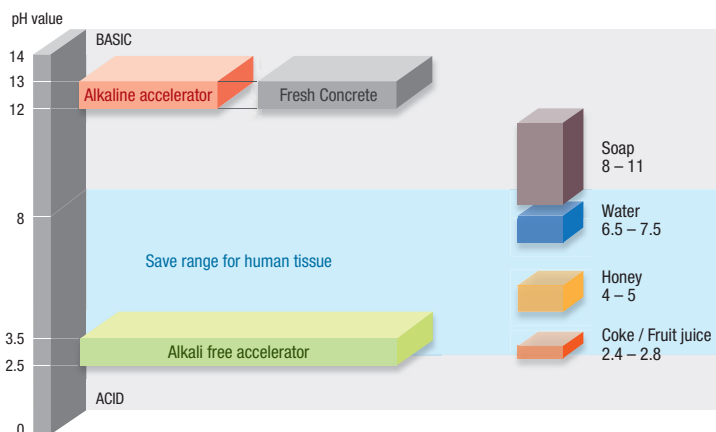 pH value
BASIC
14
13
12
8
3.5
2.5
0
Alkaline accelerator
Fresh Concrete
Soap
8 – 11
Water
6.5 – 7.5
Save range for human tissue
Honey
4 – 5
Coke / Fruit juice
2.4 – 2.8
Alkali free accelerator
ACID